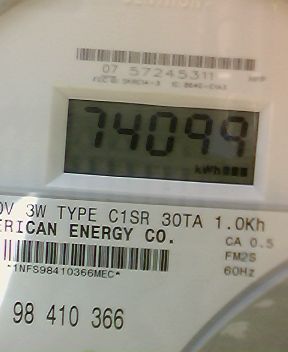 07 57245311
74099
kWh
0V 3W TYPE C1SR 30TA 1.0Kh
ERICAN ENERGY CO.
CA 0.5
FM2S
*1NFS98410366MEC*
60Hz
98 410 366